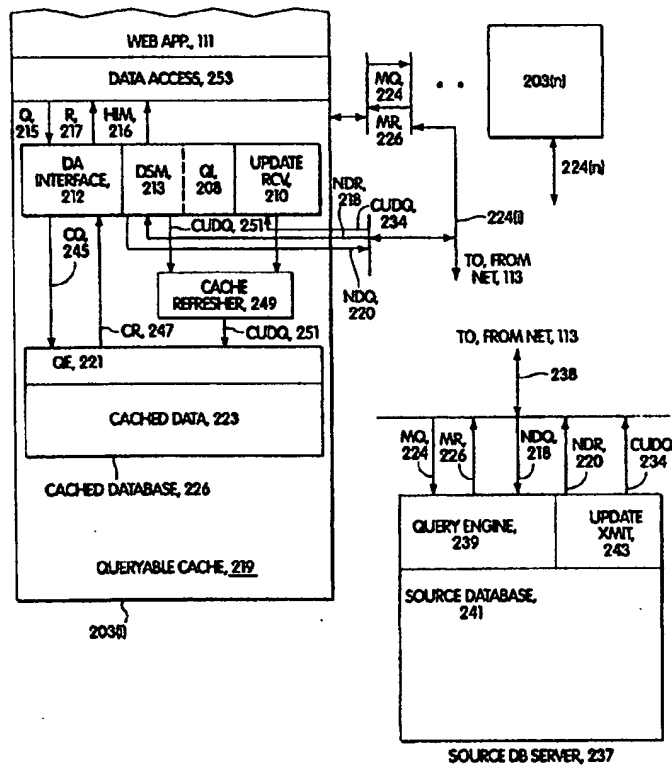 WEB APP., 111
DATA ACCESS, 253
Q,
215
R,
217
HIM,
216
DA
INTERFACE,
212
DSM,
213
QI,
208
UPDATE
RCV,
210
CQ,
245
CR, 247
CUDQ, 251
NDR,
218
CUDQ,
234
NDQ,
220
CACHE
REFRESHER, 249
CUDQ, 251
QE, 221
CACHED DATA, 223
CACHED DATABASE, 226
QUERYABLE CACHE, 219
203(i)
MQ,
224
MR,
226
203(n)
224(n)
224(i)
TO, FROM
NET, 113
TO, FROM NET, 113
238
MQ,
224
MR,
226
NDQ,
218
NDR,
220
CUDQ,
234
QUERY ENGINE,
239
UPDATE
XMIT,
243
SOURCE DATABASE,
241
SOURCE DB SERVER, 237